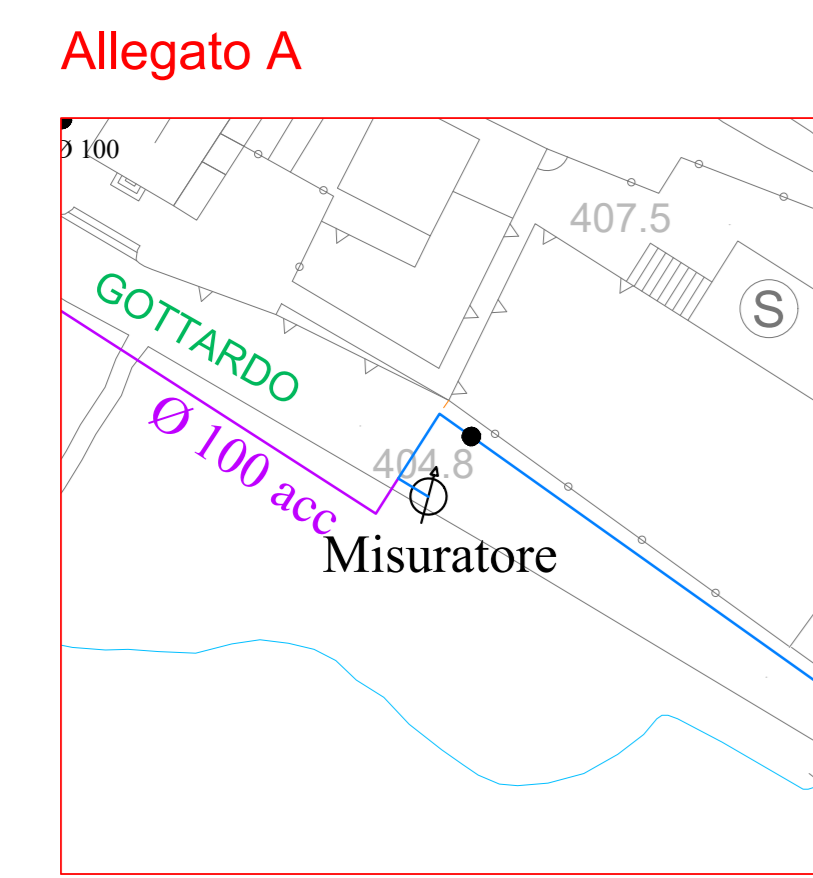 Allegato A
Ø 100
407.5
S
GOTTARDO
Ø 100 acc
404.8
Misuratore